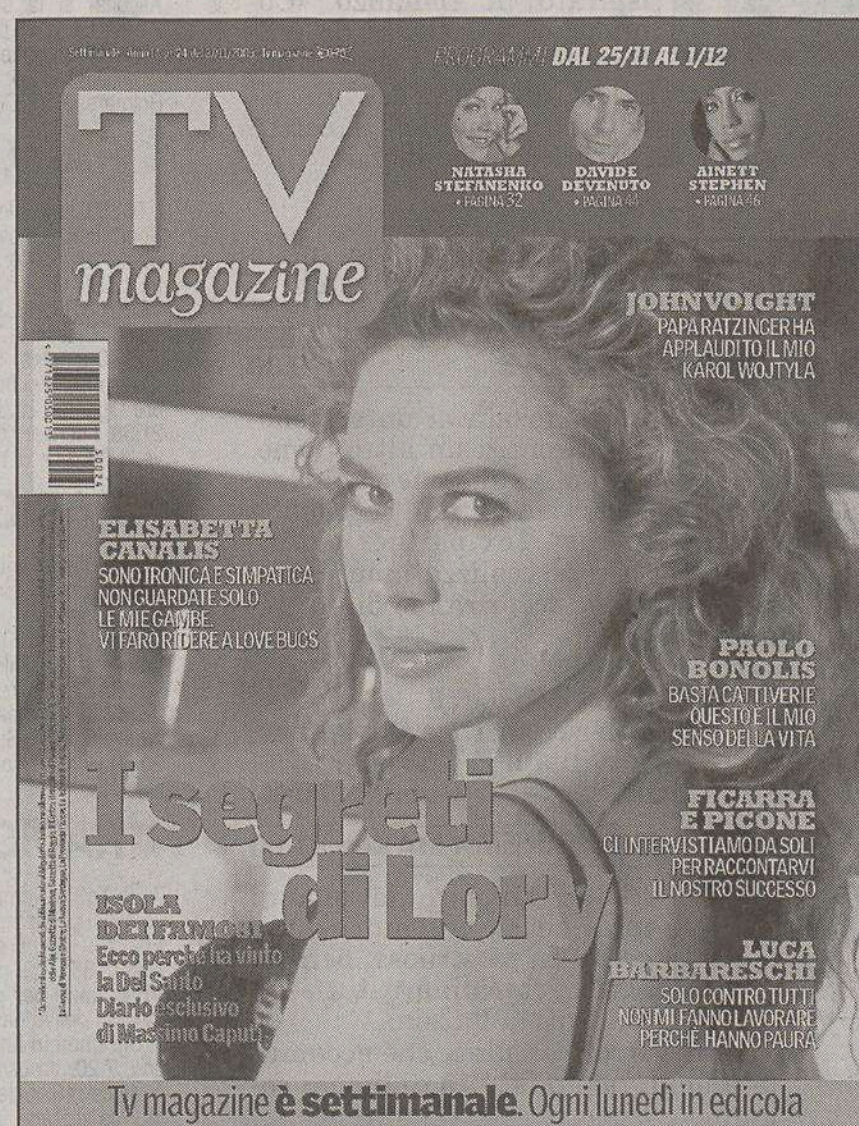 PROGRAMMI DAL 25/11 AL 1/12
TV
magazine
NATASHA
STEFANENKO
• PAGINA 32
DAVIDE
DEVENUTO
• PAGINA 44
AINETT
STEPHEN
• PAGINA 46
JOHN VOIGHT
PAPA RATZINGER HA
APPLAUDITO IL MIO
KAROL WOJTYLA
50024
ELISABETTA
CANALIS
SONO IRONICA E SIMPATICA
NON GUARDATE SOLO
LE MIE GAMBE.
VI FARÒ RIDERE A LOVE BUGS
PAOLO
BONOLIS
BASTA CATTIVERIE
QUESTO È IL MIO
SENSO DELLA VITA
I segreti
di Lory
FICARRA
E PICONE
CI INTERVISTIAMO DA SOLI
PER RACCONTARVI
IL NOSTRO SUCCESSO
ISOLA
DEI FAMOSI
Ecco perché ha vinto
la Del Santo
Diario esclusivo
di Massimo Caputi
LUCA
BARBARESCHI
SOLO CONTRO TUTTI
NON MI FANNO LAVORARE
PERCHÉ HANNO PAURA
Tv magazine è settimanale. Ogni lunedì in edicola